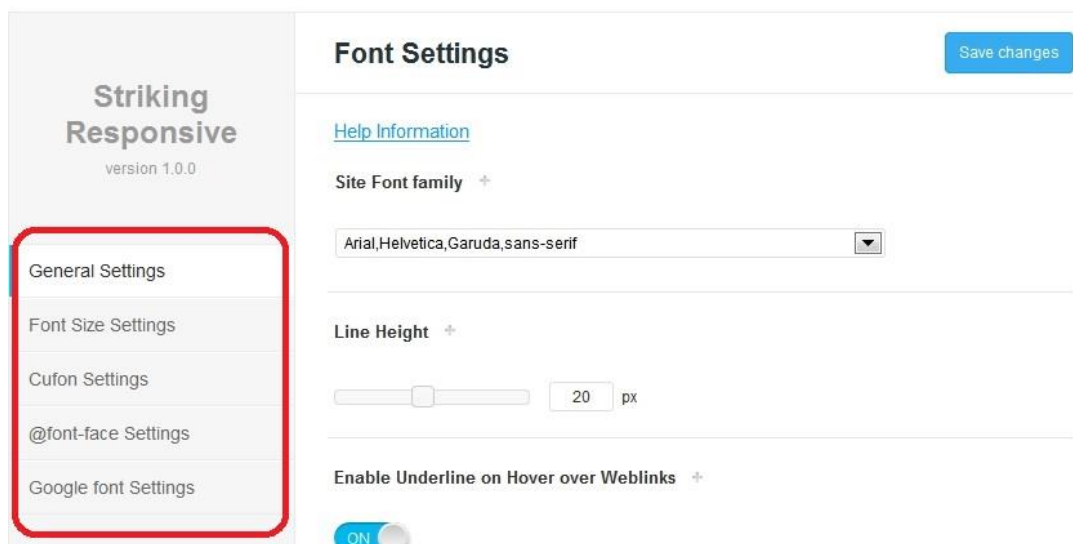 Striking
Responsive
version 1.0.0
General Settings
Font Size Settings
Cufon Settings
@font-face Settings
Google font Settings
Font Settings
Save changes
Help Information
Site Font family +
Arial,Helvetica,Garuda,sans-serif
Line Height +
20 px
Enable Underline on Hover over Weblinks +
ON